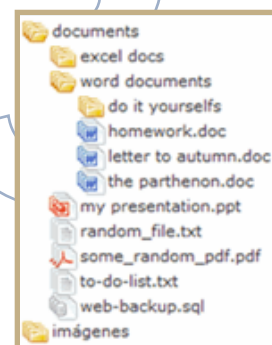 documents
excel docs
word documents
do it yourselfs
homework.doc
letter to autumn.doc
the parthenon.doc
my presentation.ppt
random_file.txt
some_random_pdf.pdf
to-do-list.txt
web-backup.sql
imágenes